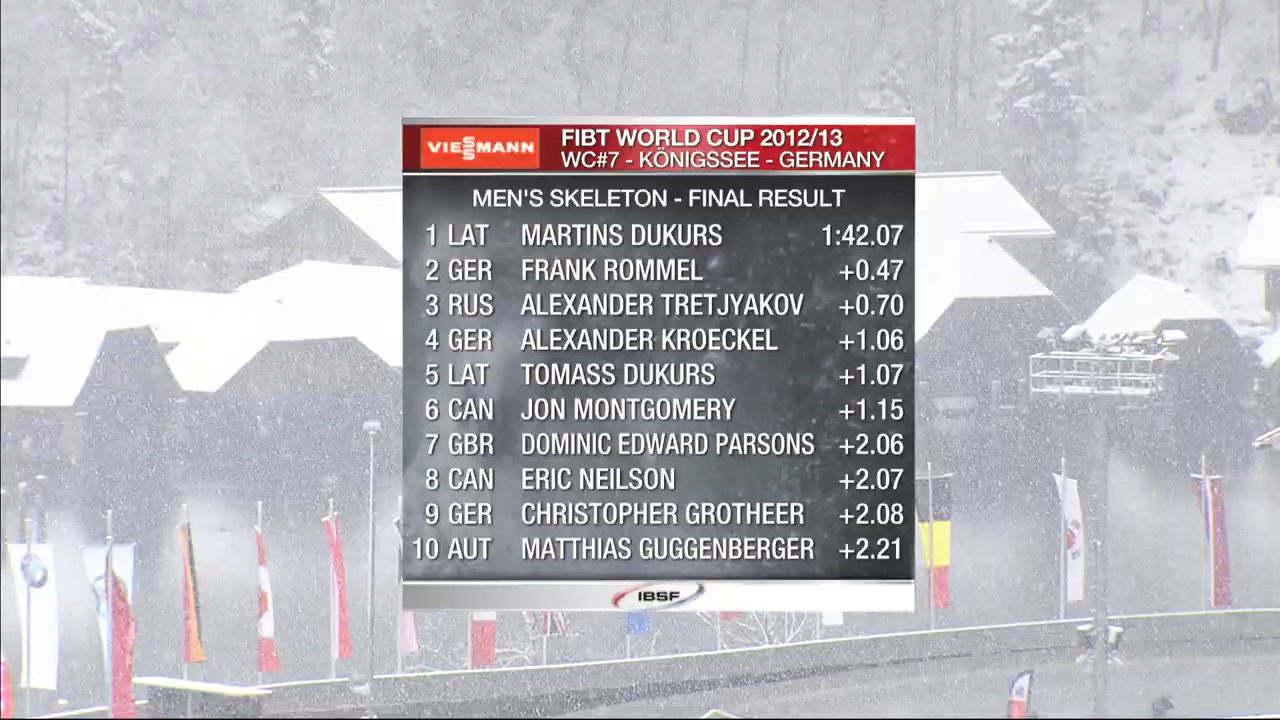 VIESSMANN
FIBT WORLD CUP 2012/13
WC#7 - KÖNIGSSEE - GERMANY
MEN'S SKELETON - FINAL RESULT
1 LAT MARTINS DUKURS 1:42.07
2 GER FRANK ROMMEL +0.47
3 RUS ALEXANDER TRETJYAKOV +0.70
4 GER ALEXANDER KROECKEL +1.06
5 LAT TOMASS DUKURS +1.07
6 CAN JON MONTGOMERY +1.15
7 GBR DOMINIC EDWARD PARSONS +2.06
8 CAN ERIC NEILSON +2.07
9 GER CHRISTOPHER GROTHEER +2.08
10 AUT MATTHIAS GUGGENBERGER +2.21
IBSF